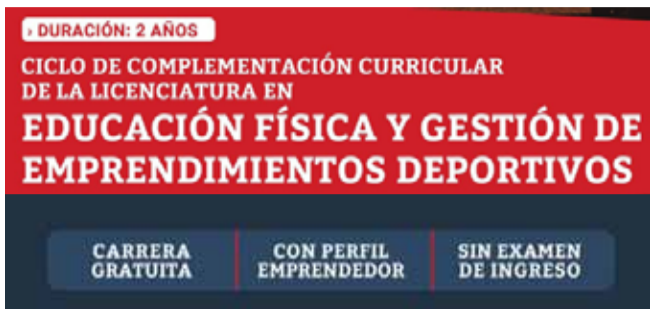 › DURACIÓN: 2 AÑOS
CICLO DE COMPLEMENTACIÓN CURRICULAR
DE LA LICENCIATURA EN
EDUCACIÓN FÍSICA Y GESTIÓN DE
EMPRENDIMIENTOS DEPORTIVOS
CARRERA
GRATUITA
CON PERFIL
EMPRENDEDOR
SIN EXAMEN
DE INGRESO